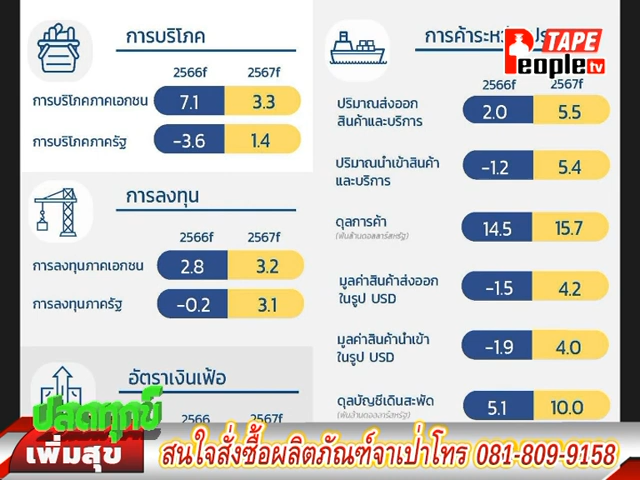 การบริโภค
2566f 2567f
การบริโภคภาคเอกชน 7.1 3.3
การบริโภคภาครัฐ -3.6 1.4
การลงทุน
2566f 2567f
การลงทุนภาคเอกชน 2.8 3.2
การลงทุนภาครัฐ -0.2 3.1
อัตราเงินเฟ้อ
2566 2567f
TAPE
People tv
2566f 2567f
ปริมาณส่งออก
สินค้าและบริการ 2.0 5.5
ปริมาณนำเข้าสินค้า
และบริการ -1.2 5.4
ดุลการค้า 14.5 15.7
(พันล้านดอลลาร์สหรัฐ)
มูลค่าสินค้าส่งออก
ในรูป USD -1.5 4.2
มูลค่าสินค้านำเข้า
ในรูป USD -1.9 4.0
ดุลบัญชีเดินสะพัด 5.1 10.0
(พันล้านดอลลาร์สหรัฐ)
ปลดทุกข์
เพิ่มสุข
สนใจสั่งซื้อผลิตภัณฑ์จาเป่าโทร 081-809-9158